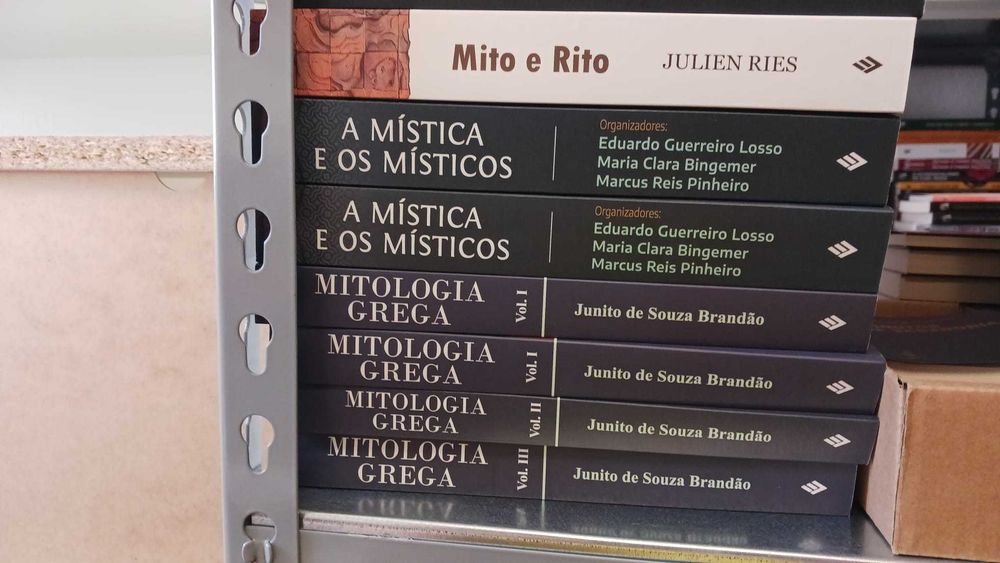 Mito e Rito JULIEN RIES
A MÍSTICA
E OS MÍSTICOS
Organizadores:
Eduardo Guerreiro Losso
Maria Clara Bingemer
Marcus Reis Pinheiro
A MÍSTICA
E OS MÍSTICOS
Organizadores:
Eduardo Guerreiro Losso
Maria Clara Bingemer
Marcus Reis Pinheiro
MITOLOGIA
GREGA
Vol. I
Junito de Souza Brandão
MITOLOGIA
GREGA
Vol. I
Junito de Souza Brandão
MITOLOGIA
GREGA
Vol. II
Junito de Souza Brandão
MITOLOGIA
GREGA
Vol. III
Junito de Souza Brandão